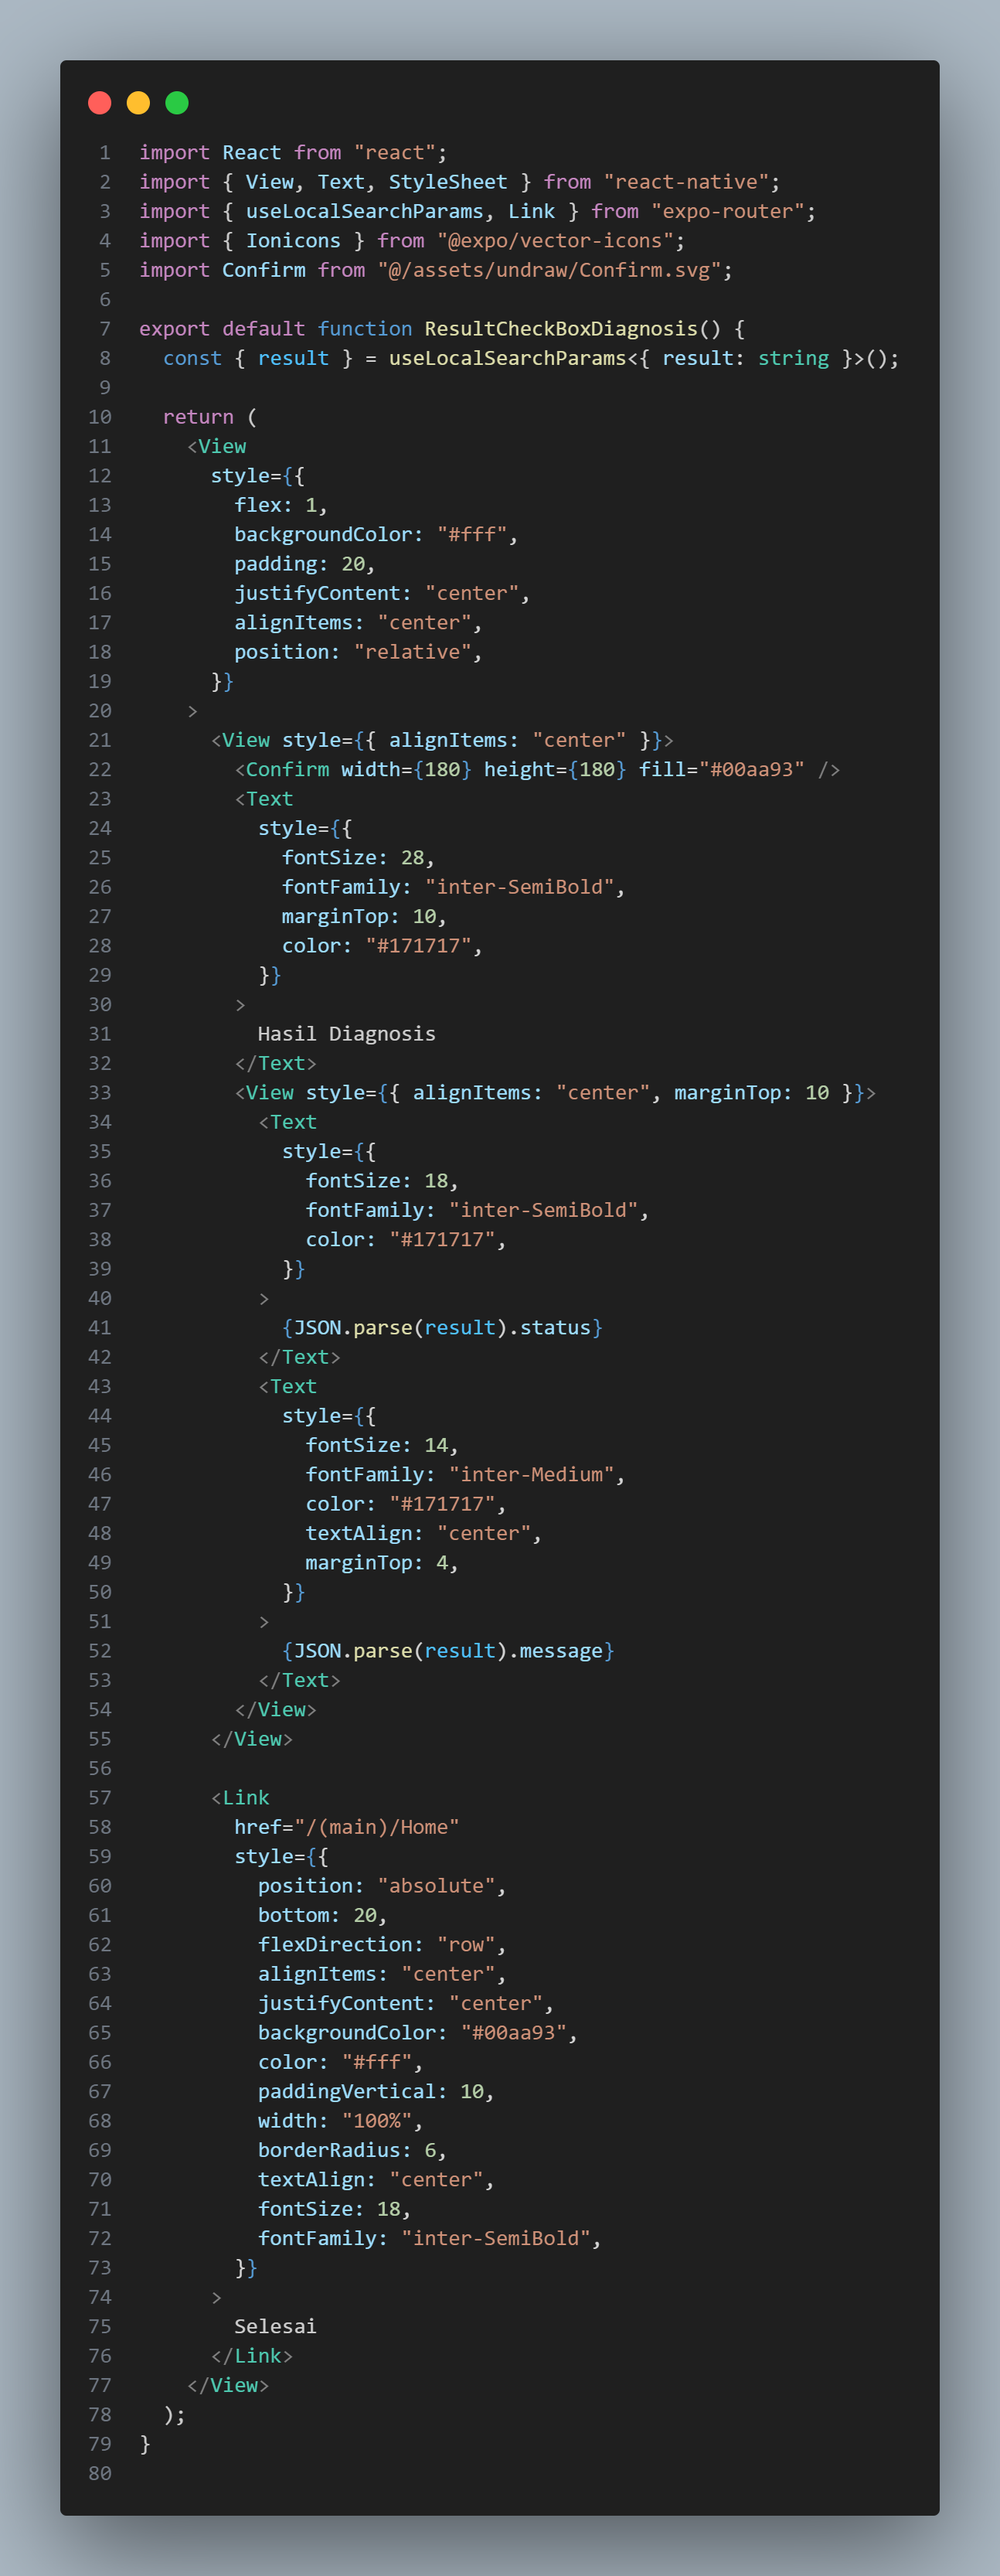 1 import React from "react";
2 import { View, Text, StyleSheet } from "react-native";
3 import { useLocalSearchParams, Link } from "expo-router";
4 import { Ionicons } from "@expo/vector-icons";
5 import Confirm from "@/assets/undraw/Confirm.svg";
6
7 export default function ResultCheckBoxDiagnosis() {
8   const { result } = useLocalSearchParams<{ result: string }>();
9
10   return (
11     <View
12       style={{
13         flex: 1,
14         backgroundColor: "#fff",
15         padding: 20,
16         justifyContent: "center",
17         alignItems: "center",
18         position: "relative",
19       }}
20     >
21       <View style={{ alignItems: "center" }}>
22         <Confirm width={180} height={180} fill="#00aa93" />
23         <Text
24           style={{
25             fontSize: 28,
26             fontFamily: "inter-SemiBold",
27             marginTop: 10,
28             color: "#171717",
29           }}
30         >
31           Hasil Diagnosis
32         </Text>
33         <View style={{ alignItems: "center", marginTop: 10 }}>
34           <Text
35             style={{
36               fontSize: 18,
37               fontFamily: "inter-SemiBold",
38               color: "#171717",
39             }}
40           >
41             {JSON.parse(result).status}
42           </Text>
43           <Text
44             style={{
45               fontSize: 14,
46               fontFamily: "inter-Medium",
47               color: "#171717",
48               textAlign: "center",
49               marginTop: 4,
50             }}
51           >
52             {JSON.parse(result).message}
53           </Text>
54         </View>
55       </View>
56
57       <Link
58         href="/(main)/Home"
59         style={{
60           position: "absolute",
61           bottom: 20,
62           flexDirection: "row",
63           alignItems: "center",
64           justifyContent: "center",
65           backgroundColor: "#00aa93",
66           color: "#fff",
67           paddingVertical: 10,
68           width: "100%",
69           borderRadius: 6,
70           textAlign: "center",
71           fontSize: 18,
72           fontFamily: "inter-SemiBold",
73         }}
74       >
75         Selesai
76       </Link>
77     </View>
78   );
79 }
80